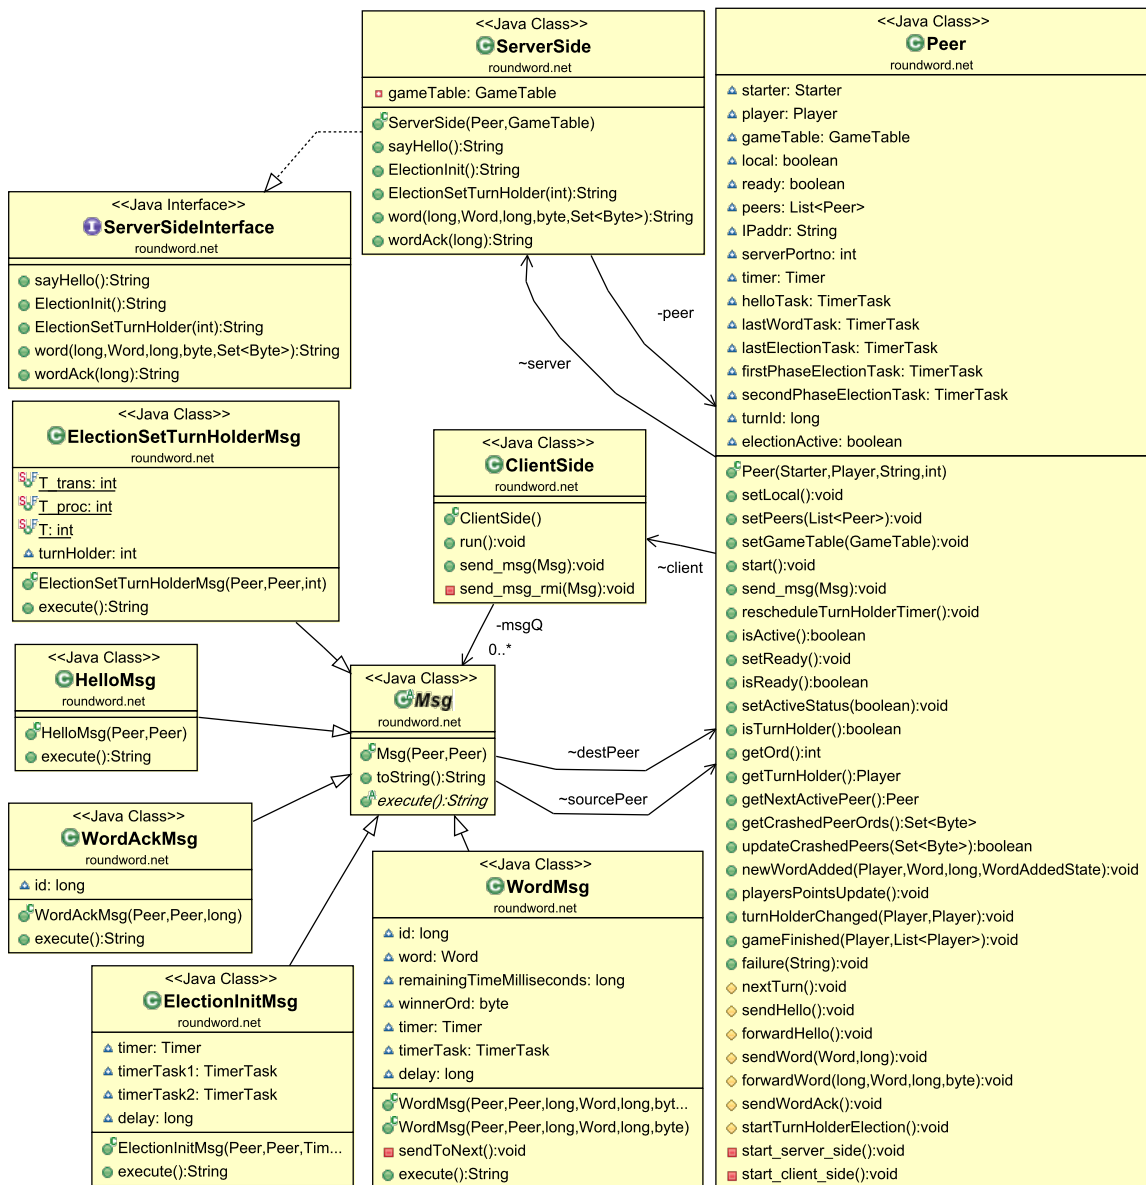 <<Java Class>>
ServerSide
roundword.net
gameTable: GameTable
ServerSide(Peer,GameTable)
sayHello():String
ElectionInit():String
ElectionSetTurnHolder(int):String
word(long,Word,long,byte,Set<Byte>):String
wordAck(long):String
<<Java Class>>
Peer
roundword.net
starter: Starter
player: Player
gameTable: GameTable
local: boolean
ready: boolean
peers: List<Peer>
IPaddr: String
serverPortno: int
timer: Timer
helloTask: TimerTask
lastWordTask: TimerTask
lastElectionTask: TimerTask
firstPhaseElectionTask: TimerTask
secondPhaseElectionTask: TimerTask
turnId: long
electionActive: boolean
Peer(Starter,Player,String,int)
setLocal():void
setPeers(List<Peer>):void
setGameTable(GameTable):void
start():void
send_msg(Msg):void
rescheduleTurnHolderTimer():void
isActive():boolean
setReady():void
isReady():boolean
setActiveStatus(boolean):void
isTurnHolder():boolean
getOrd():int
getTurnHolder():Player
getNextActivePeer():Peer
getCrashedPeerOrds():Set<Byte>
updateCrashedPeers(Set<Byte>):boolean
newWordAdded(Player,Word,long,WordAddedState):void
playersPointsUpdate():void
turnHolderChanged(Player,Player):void
gameFinished(Player,List<Player>):void
failure(String):void
nextTurn():void
sendHello():void
forwardHello():void
sendWord(Word,long):void
forwardWord(long,Word,long,byte):void
sendWordAck():void
startTurnHolderElection():void
start_server_side():void
start_client_side():void
<<Java Interface>>
ServerSideInterface
roundword.net
sayHello():String
ElectionInit():String
ElectionSetTurnHolder(int):String
word(long,Word,long,byte,Set<Byte>):String
wordAck(long):String
-peer
~server
<<Java Class>>
ElectionSetTurnHolderMsg
roundword.net
T_trans: int
T_proc: int
T: int
turnHolder: int
ElectionSetTurnHolderMsg(Peer,Peer,int)
execute():String
<<Java Class>>
ClientSide
roundword.net
ClientSide()
run():void
send_msg(Msg):void
send_msg_rmi(Msg):void
~client
-msgQ
0..*
<<Java Class>>
HelloMsg
roundword.net
HelloMsg(Peer,Peer)
execute():String
<<Java Class>>
Msg
roundword.net
Msg(Peer,Peer)
toString():String
execute():String
~destPeer
~sourcePeer
<<Java Class>>
WordAckMsg
roundword.net
id: long
WordAckMsg(Peer,Peer,long)
execute():String
<<Java Class>>
WordMsg
roundword.net
id: long
word: Word
remainingTimeMilliseconds: long
winnerOrd: byte
timer: Timer
timerTask: TimerTask
delay: long
WordMsg(Peer,Peer,long,Word,long,byt...
WordMsg(Peer,Peer,long,Word,long,byte)
sendToNext():void
execute():String
<<Java Class>>
ElectionInitMsg
roundword.net
timer: Timer
timerTask1: TimerTask
timerTask2: TimerTask
delay: long
ElectionInitMsg(Peer,Peer,Tim...
execute():String